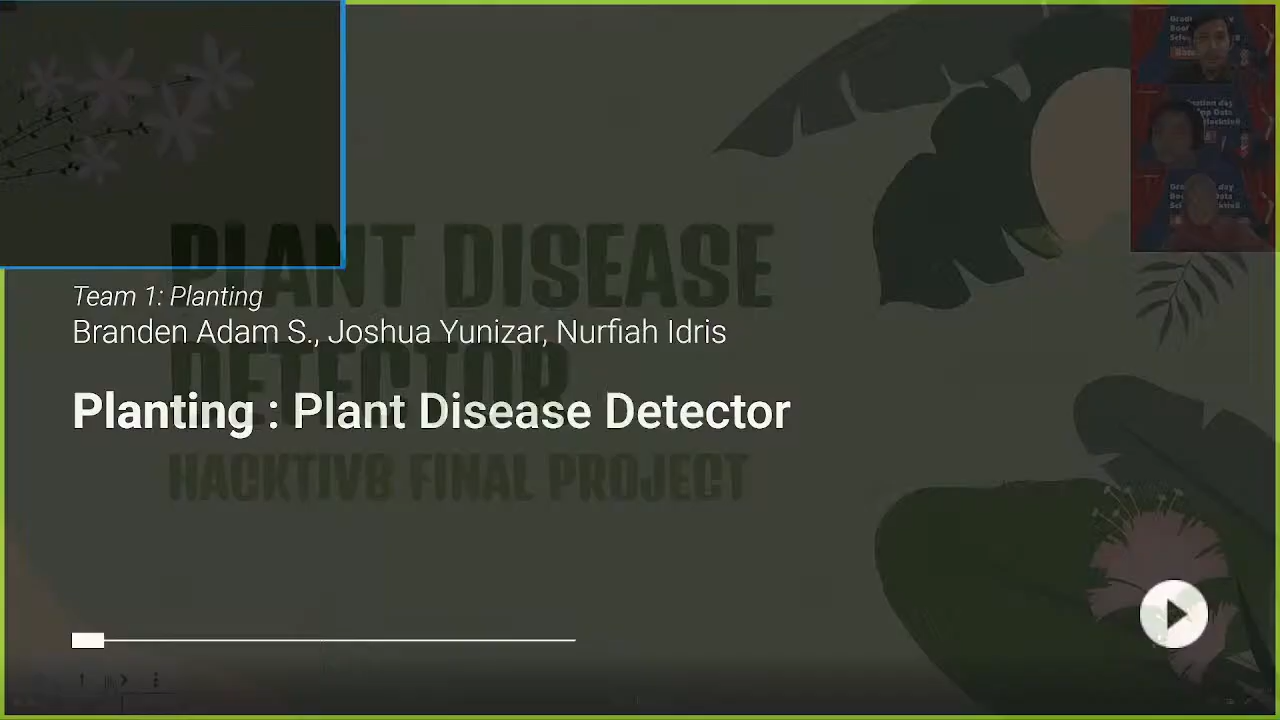 PLANT DISEASE
DETECTOR
HACKTIV8 FINAL PROJECT
Team 1: Planting
Branden Adam S., Joshua Yunizar, Nurfiah Idris
Planting : Plant Disease Detector